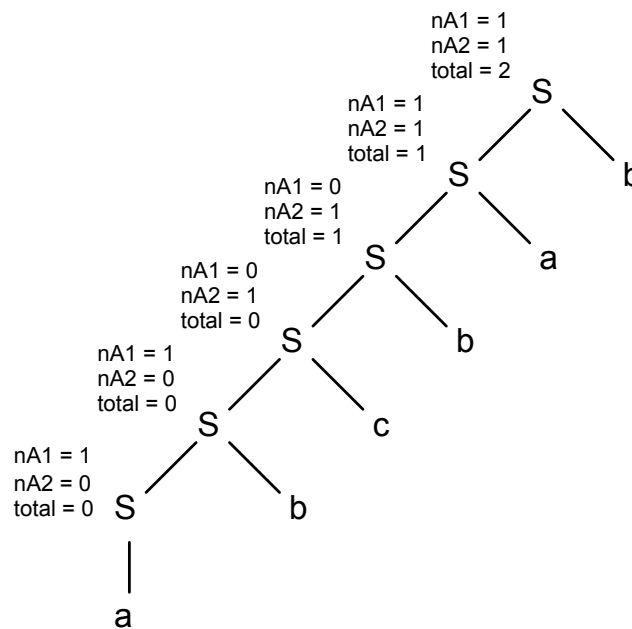 nA1 = 1
nA2 = 1
total = 2
S
nA1 = 1
nA2 = 1
total = 1
S
b
nA1 = 0
nA2 = 1
total = 1
S
a
nA1 = 0
nA2 = 1
total = 0
S
b
nA1 = 1
nA2 = 0
total = 0
S
c
nA1 = 1
nA2 = 0
total = 0
S
b
a